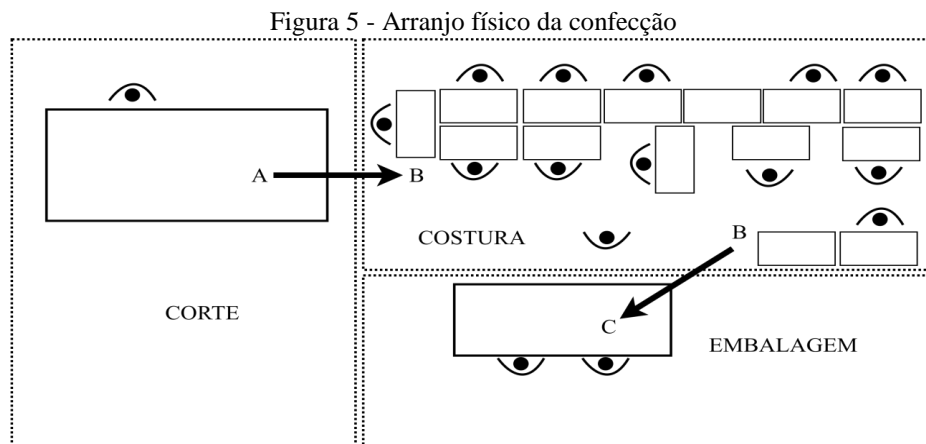 Figura 5 - Arranjo físico da confecção
A
B
COSTURA
B
CORTE
C
EMBALAGEM